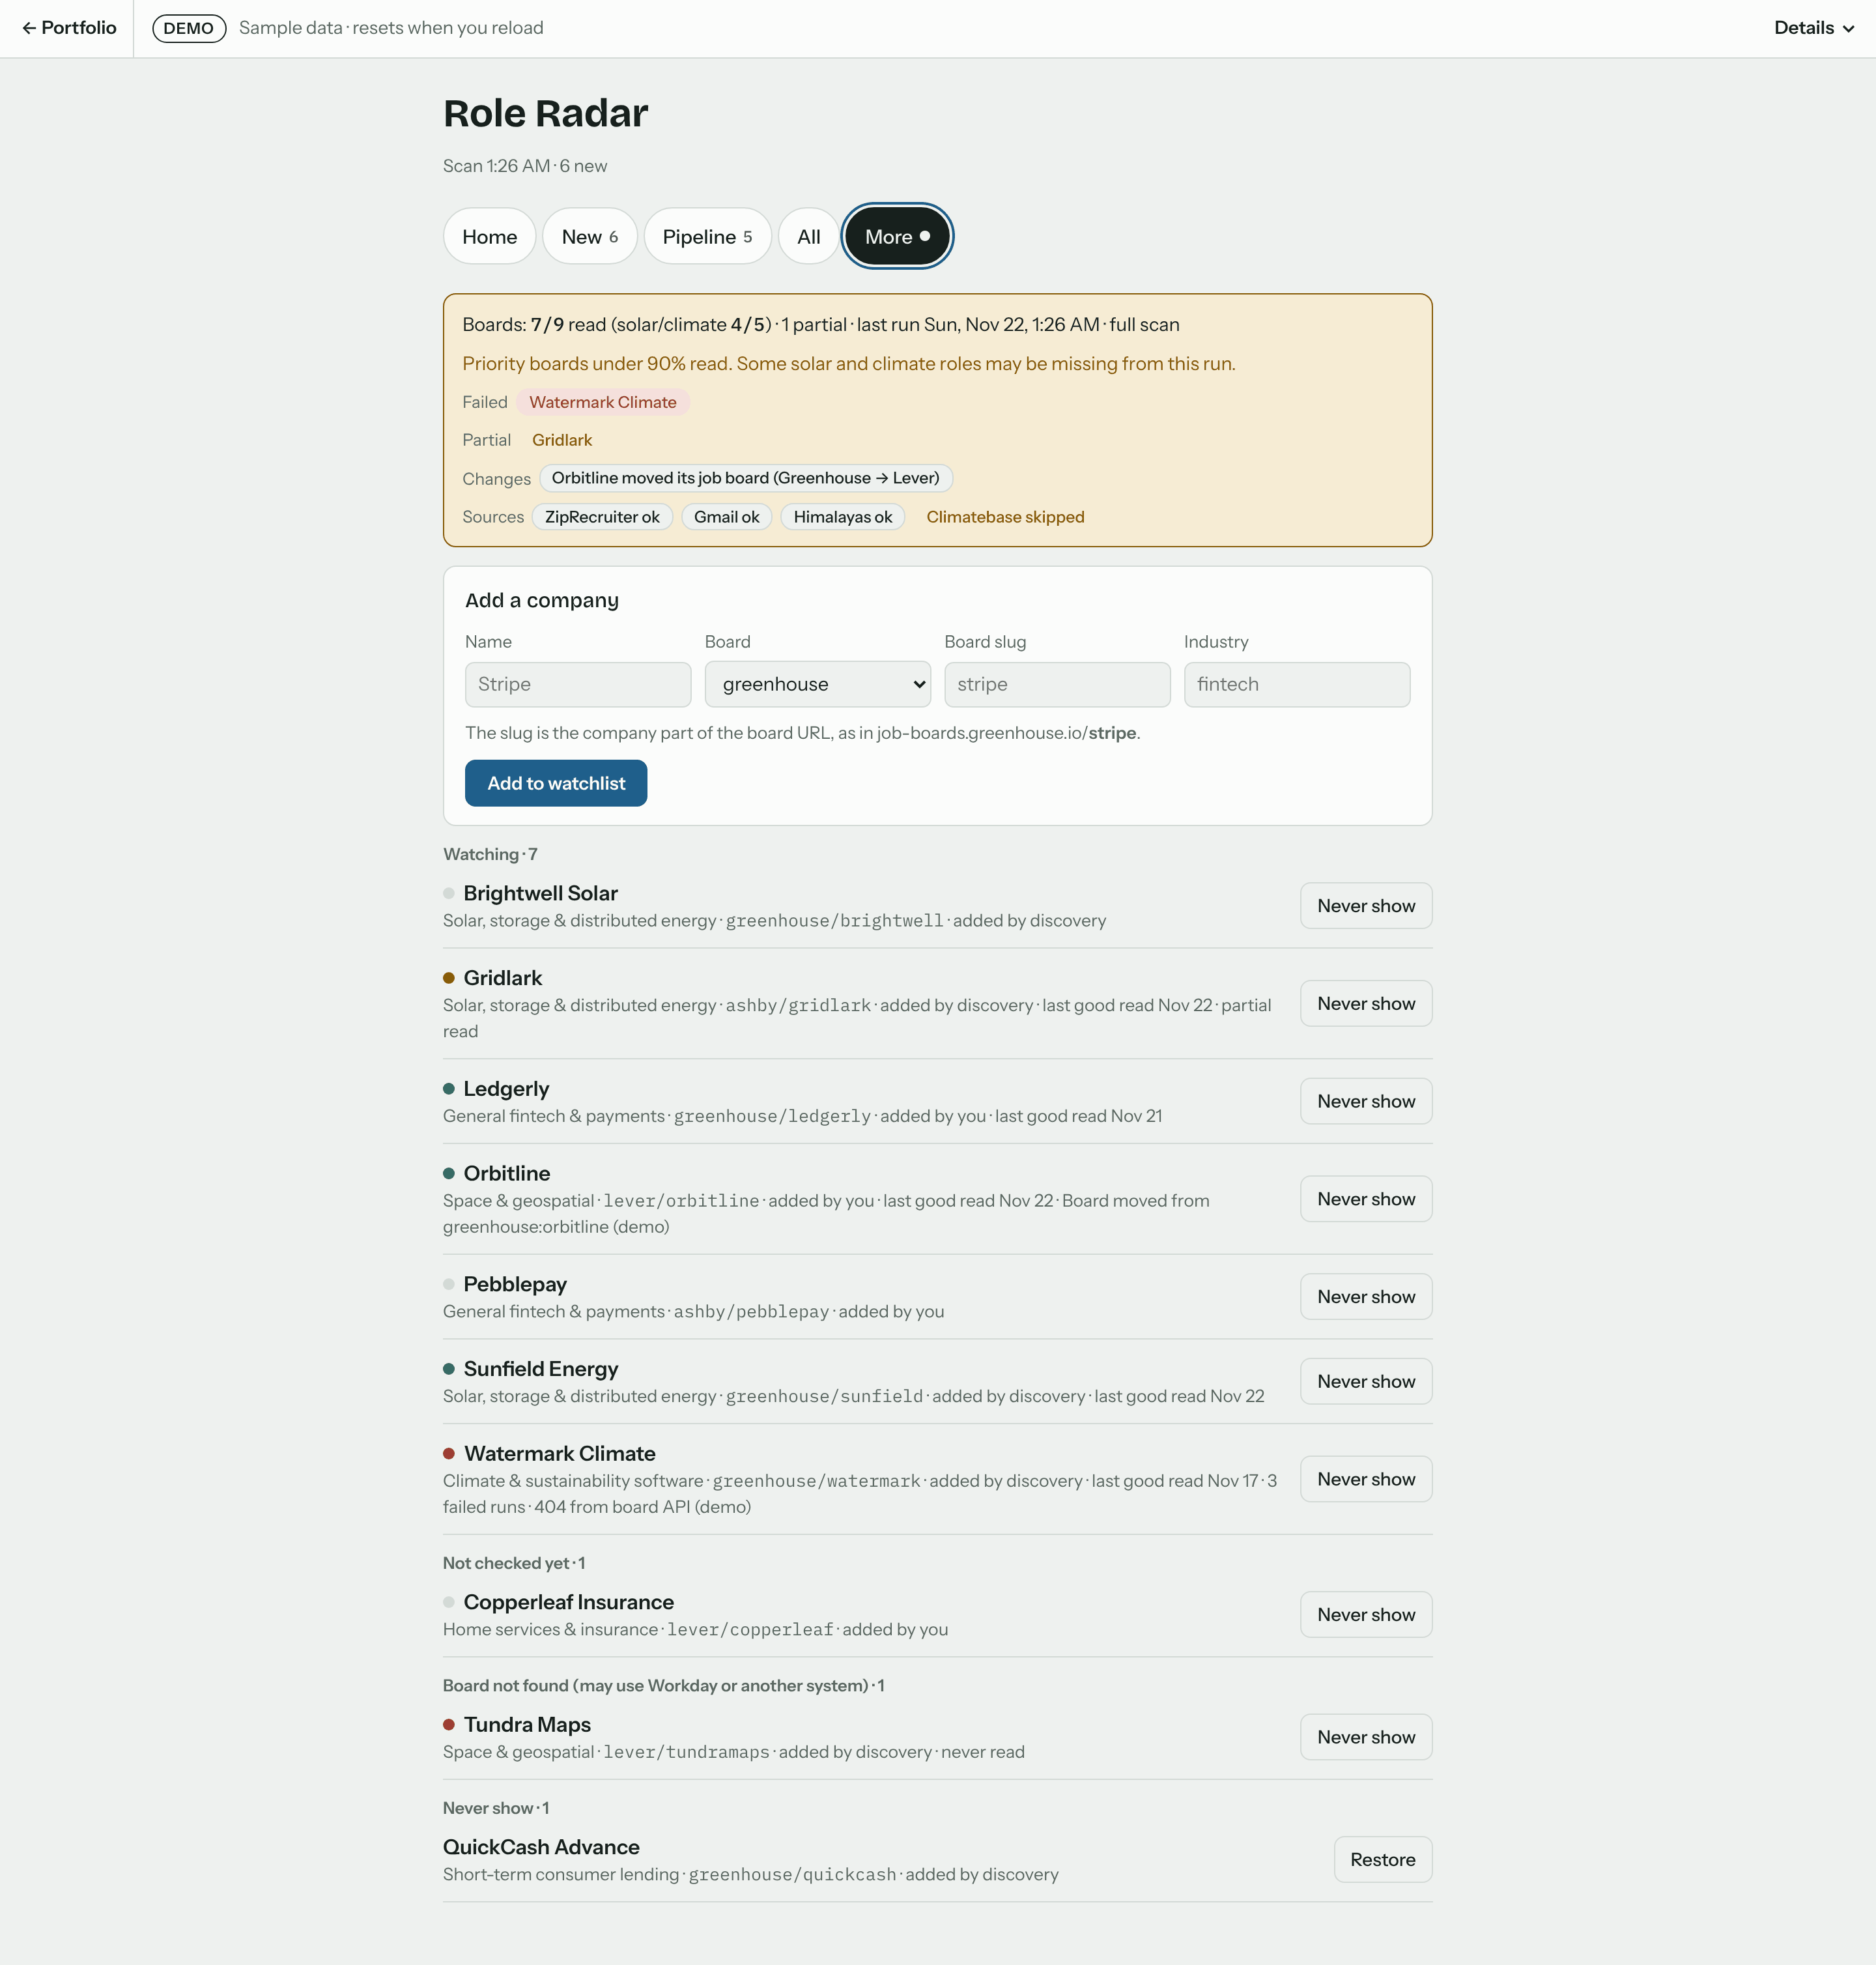 ← Portfolio
DEMO
Sample data · resets when you reload
Details
Role Radar
Scan 1:26 AM · 6 new
Home
New 6
Pipeline 5
All
More
Boards: 7/9 read (solar/climate 4/5) · 1 partial · last run Sun, Nov 22, 1:26 AM · full scan
Priority boards under 90% read. Some solar and climate roles may be missing from this run.
Failed Watermark Climate
Partial Gridlark
Changes Orbitline moved its job board (Greenhouse → Lever)
Sources ZipRecruiter ok Gmail ok Himalayas ok Climatebase skipped
Add a company
Name Board Board slug Industry
Stripe greenhouse stripe fintech
The slug is the company part of the board URL, as in job-boards.greenhouse.io/stripe.
Add to watchlist
Watching · 7
Brightwell Solar
Solar, storage & distributed energy · greenhouse/brightwell · added by discovery
Never show
Gridlark
Solar, storage & distributed energy · ashby/gridlark · added by discovery · last good read Nov 22 · partial
read
Never show
Ledgerly
General fintech & payments · greenhouse/ledgerly · added by you · last good read Nov 21
Never show
Orbitline
Space & geospatial · lever/orbitline · added by you · last good read Nov 22 · Board moved from
greenhouse:orbitline (demo)
Never show
Pebblepay
General fintech & payments · ashby/pebblepay · added by you
Never show
Sunfield Energy
Solar, storage & distributed energy · greenhouse/sunfield · added by discovery · last good read Nov 22
Never show
Watermark Climate
Climate & sustainability software · greenhouse/watermark · added by discovery · last good read Nov 17 · 3
failed runs · 404 from board API (demo)
Never show
Not checked yet · 1
Copperleaf Insurance
Home services & insurance · lever/copperleaf · added by you
Never show
Board not found (may use Workday or another system) · 1
Tundra Maps
Space & geospatial · lever/tundramaps · added by discovery · never read
Never show
Never show · 1
QuickCash Advance
Short-term consumer lending · greenhouse/quickcash · added by discovery
Restore